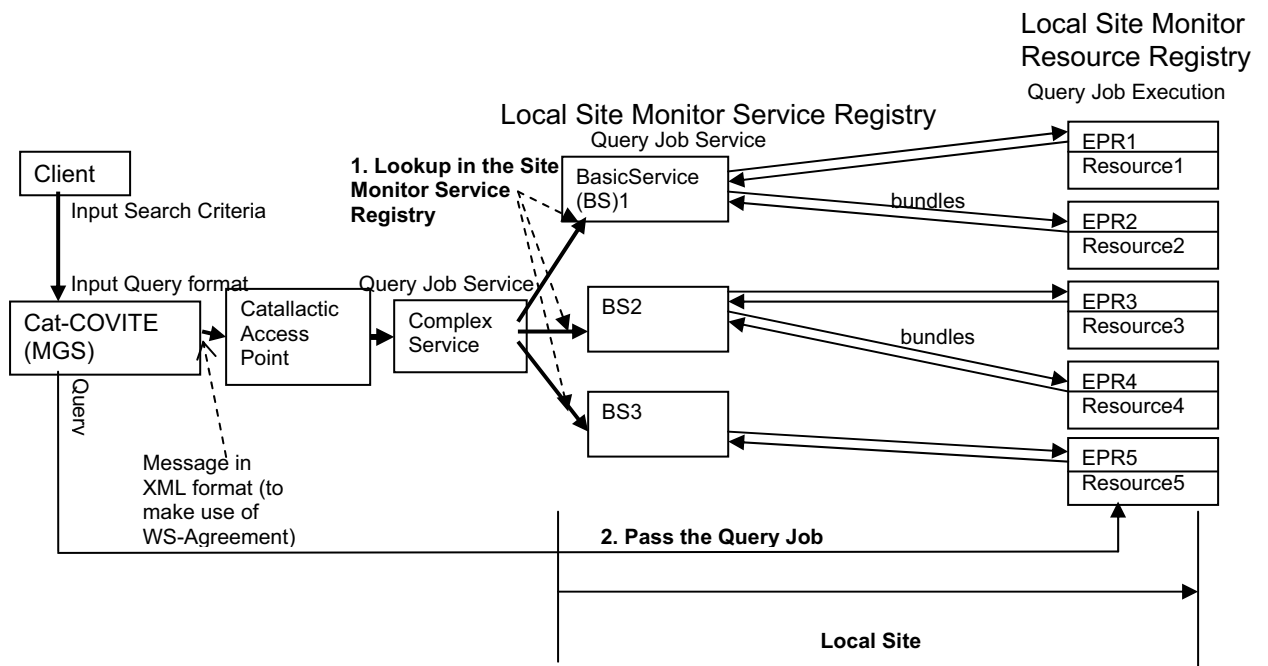 Local Site Monitor
Resource Registry
Query Job Execution
Local Site Monitor Service Registry
Query Job Service
Client
Input Search Criteria
1. Lookup in the Site
Monitor Service
Registry
BasicService
(BS)1
bundles
EPR1
Resource1
EPR2
Resource2
Input Query format
Query Job Service
Cat-COVITE
(MGS)
Catallactic
Access
Point
Complex
Service
BS2
bundles
EPR3
Resource3
EPR4
Resource4
BS3
EPR5
Resource5
Query
Message in
XML format (to
make use of
WS-Agreement)
2. Pass the Query Job
Local Site